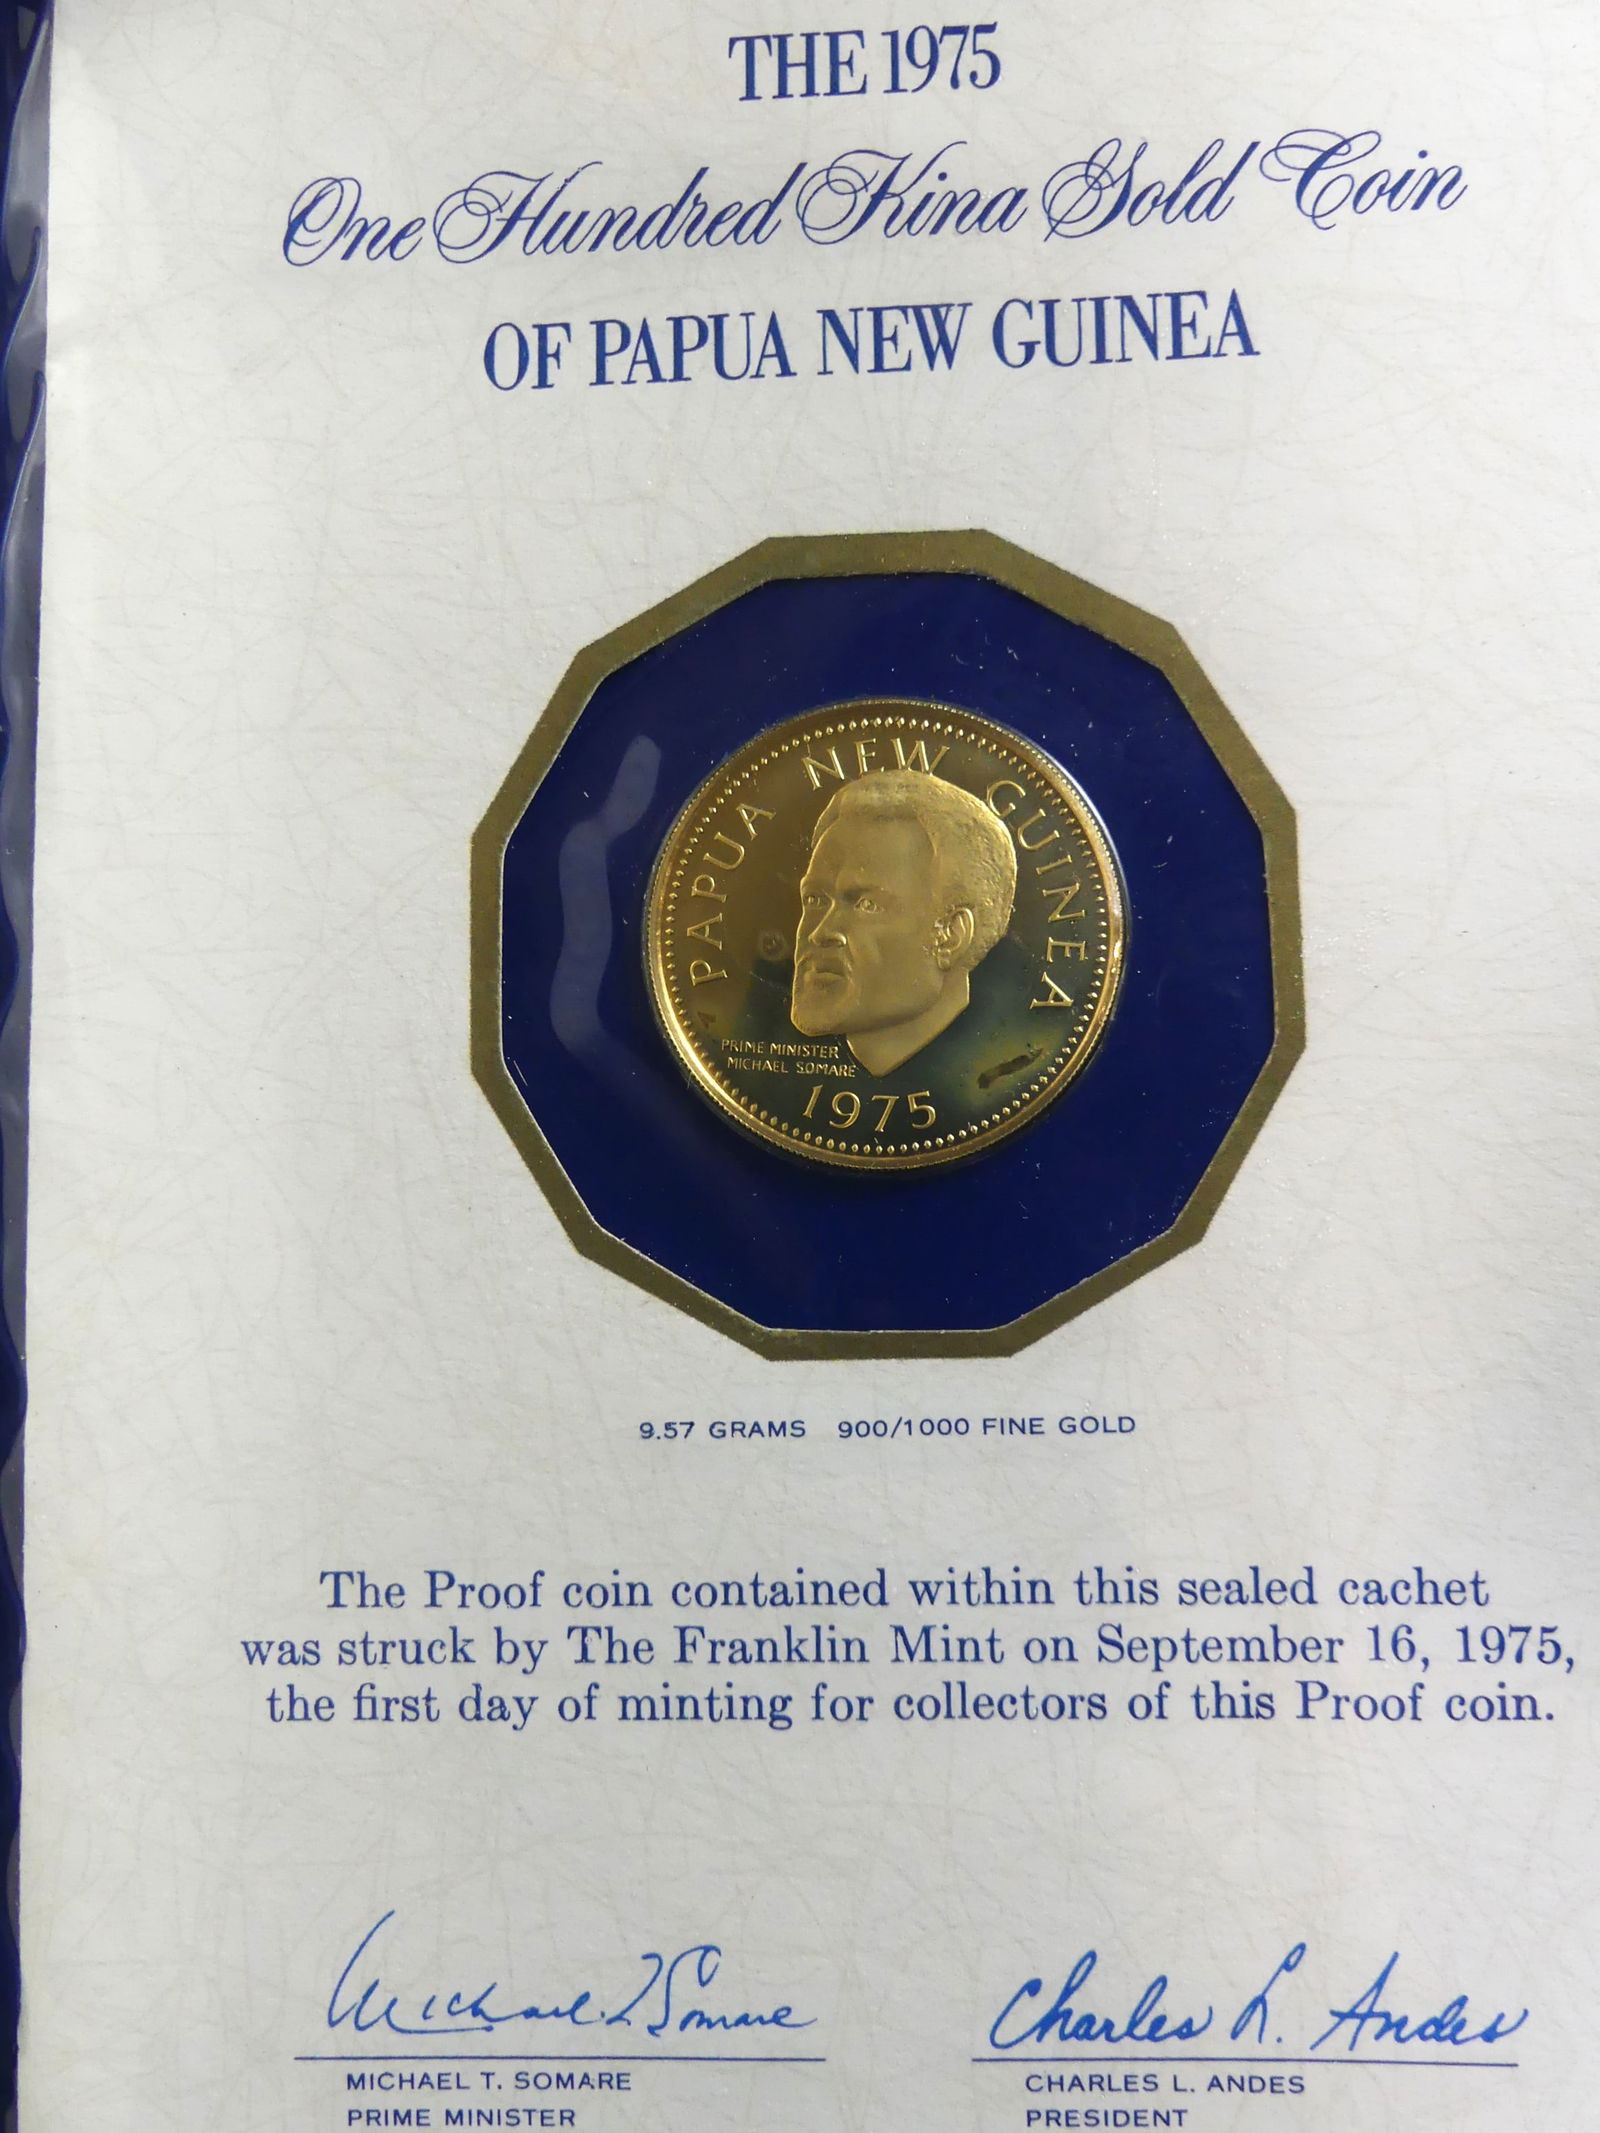 THE 1975
One Hundred Kina Gold Coin
OF PAPUA NEW GUINEA
PAPUA NEW GUINEA
PRIME MINISTER
MICHAEL SOMARE
1975
9.57 GRAMS 900/1000 FINE GOLD
The Proof coin contained within this sealed cachet
was struck by The Franklin Mint on September 16, 1975,
the first day of minting for collectors of this Proof coin.
Michael T Somare
Charles L. Andes
MICHAEL T. SOMARE
CHARLES L. ANDES
PRIME MINISTER
PRESIDENT